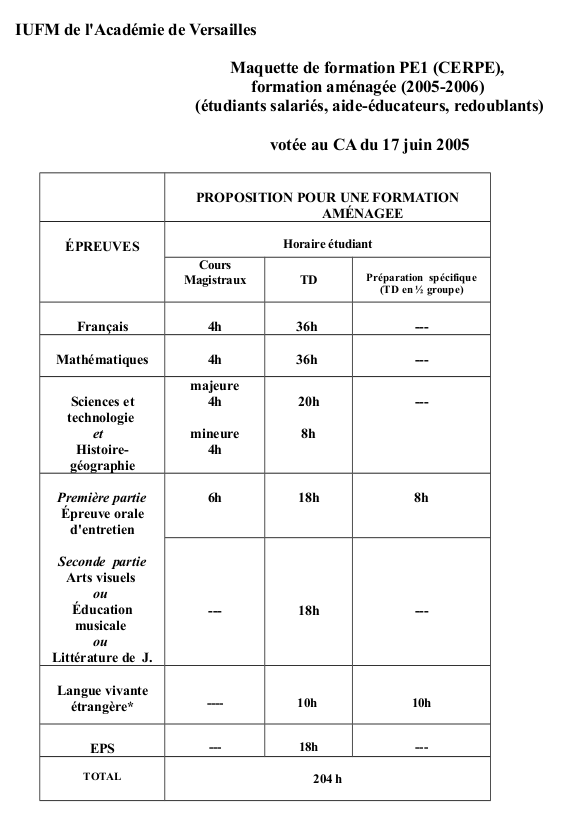 IUFM de l'Académie de Versailles
Maquette de formation PE1 (CERPE),
formation aménagée (2005-2006)
(étudiants salariés, aide-éducateurs, redoublants)
votée au CA du 17 juin 2005
PROPOSITION POUR UNE FORMATION
AMÉNAGEE
ÉPREUVES
Horaire étudiant
Cours
Magistraux
TD
Préparation spécifique
(TD en ½ groupe)
Français 4h 36h ---
Mathématiques 4h 36h ---
majeure
Sciences et 4h 20h ---
technologie
et mineure 8h
Histoire- 4h
géographie
Première partie 6h 18h 8h
Épreuve orale
d'entretien
Seconde partie
Arts visuels
ou
Éducation --- 18h ---
musicale
ou
Littérature de J.
Langue vivante
étrangère* ---- 10h 10h
EPS --- 18h ---
TOTAL 204 h